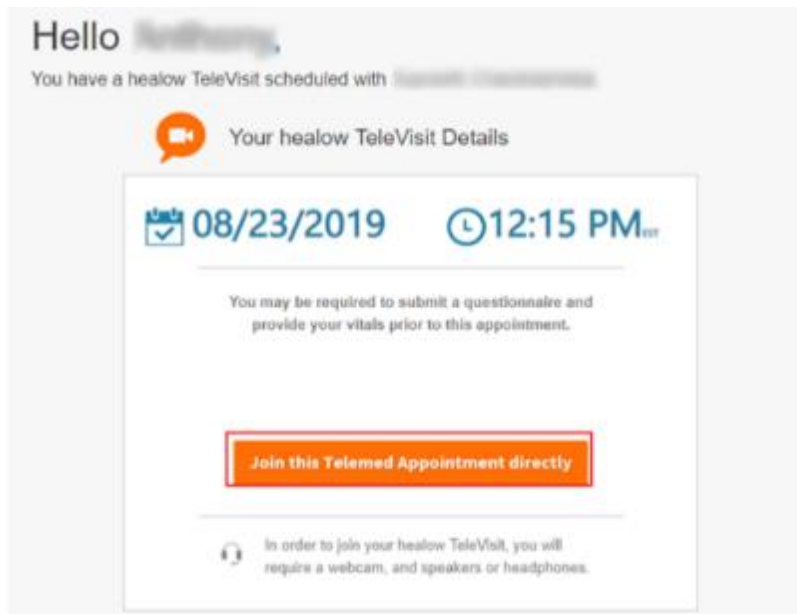 Hello
You have a healow TeleVisit scheduled with
Your healow TeleVisit Details
08/23/2019 12:15 PM EST
You may be required to submit a questionnaire and
provide your vitals prior to this appointment.
Join this Telemed Appointment directly
In order to join your healow TeleVisit, you will
require a webcam, and speakers or headphones.